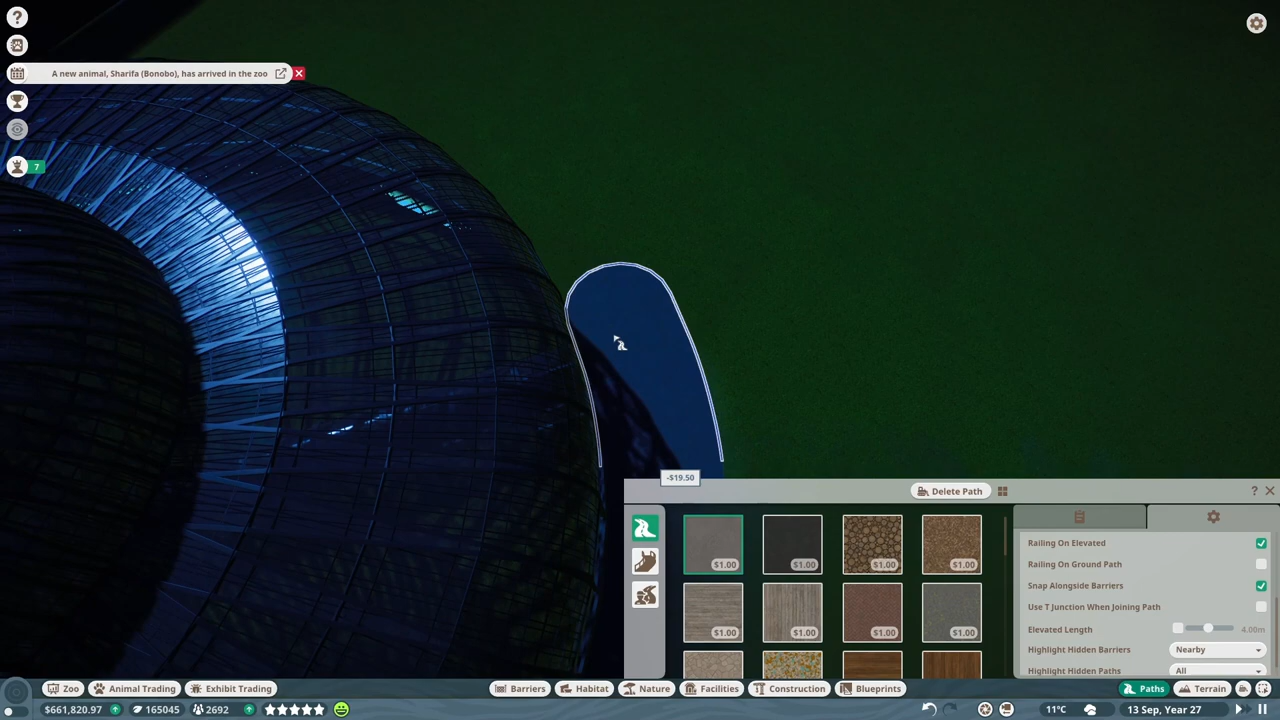 ?
A new animal, Sharifa (Bonobo), has arrived in the zoo
7
-$19.50
Delete Path
?
$1.00 $1.00 $1.00 $1.00
$1.00 $1.00 $1.00 $1.00
Railing On Elevated
Railing On Ground Path
Snap Alongside Barriers
Use T Junction When Joining Path
Elevated Length 4.00m
Highlight Hidden Barriers Nearby
Highlight Hidden Paths All
Zoo Animal Trading Exhibit Trading Barriers Habitat Nature Facilities Construction Blueprints Paths Terrain
$661,820.97 165045 2692 11°C 13 Sep, Year 27